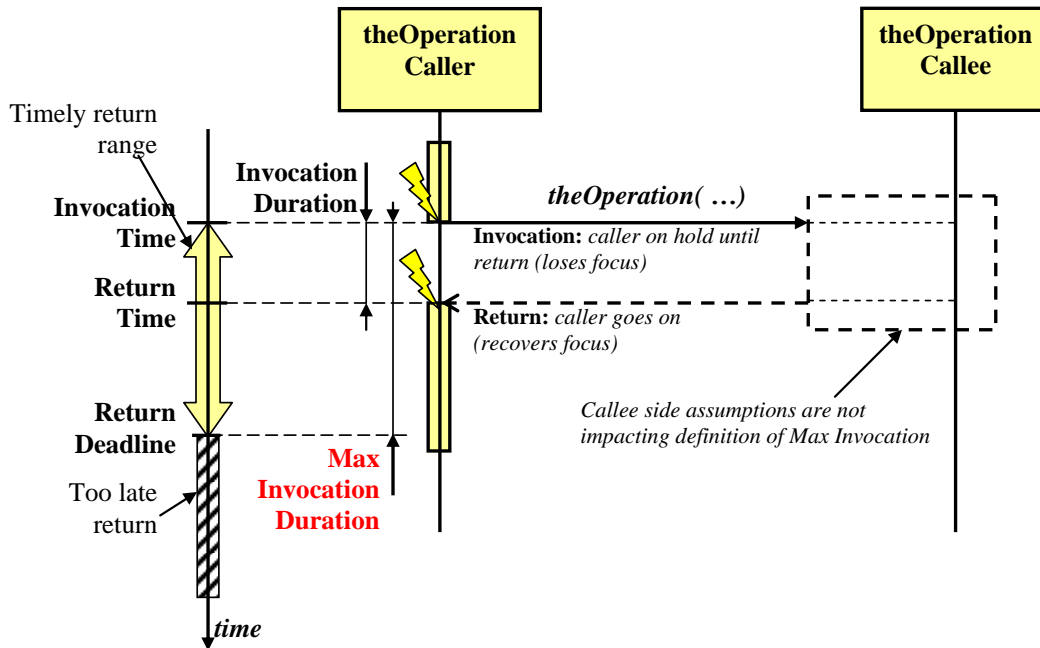 theOperation
Caller
theOperation
Callee
Timely return
range
Invocation
Duration
theOperation( …)
Invocation
Time
Invocation: caller on hold until
return (loses focus)
Return
Time
Return: caller goes on
(recovers focus)
Return
Deadline
Callee side assumptions are not
impacting definition of Max Invocation
Max
Invocation
Duration
Too late
return
time